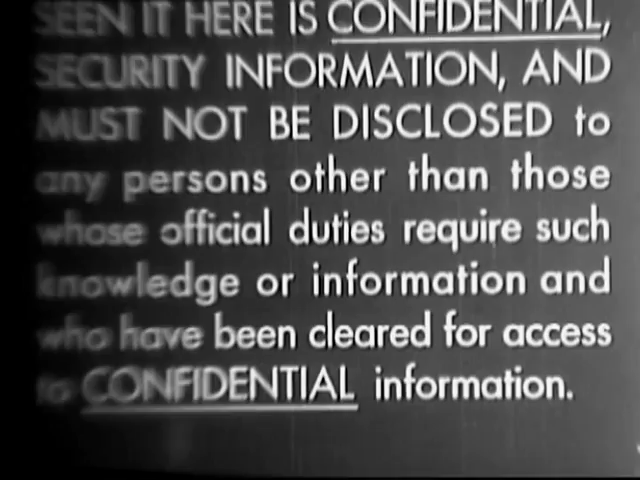 SEEN IT HERE IS CONFIDENTIAL,
SECURITY INFORMATION, AND
MUST NOT BE DISCLOSED to
any persons other than those
whose official duties require such
knowledge or information and
who have been cleared for access
to CONFIDENTIAL information.